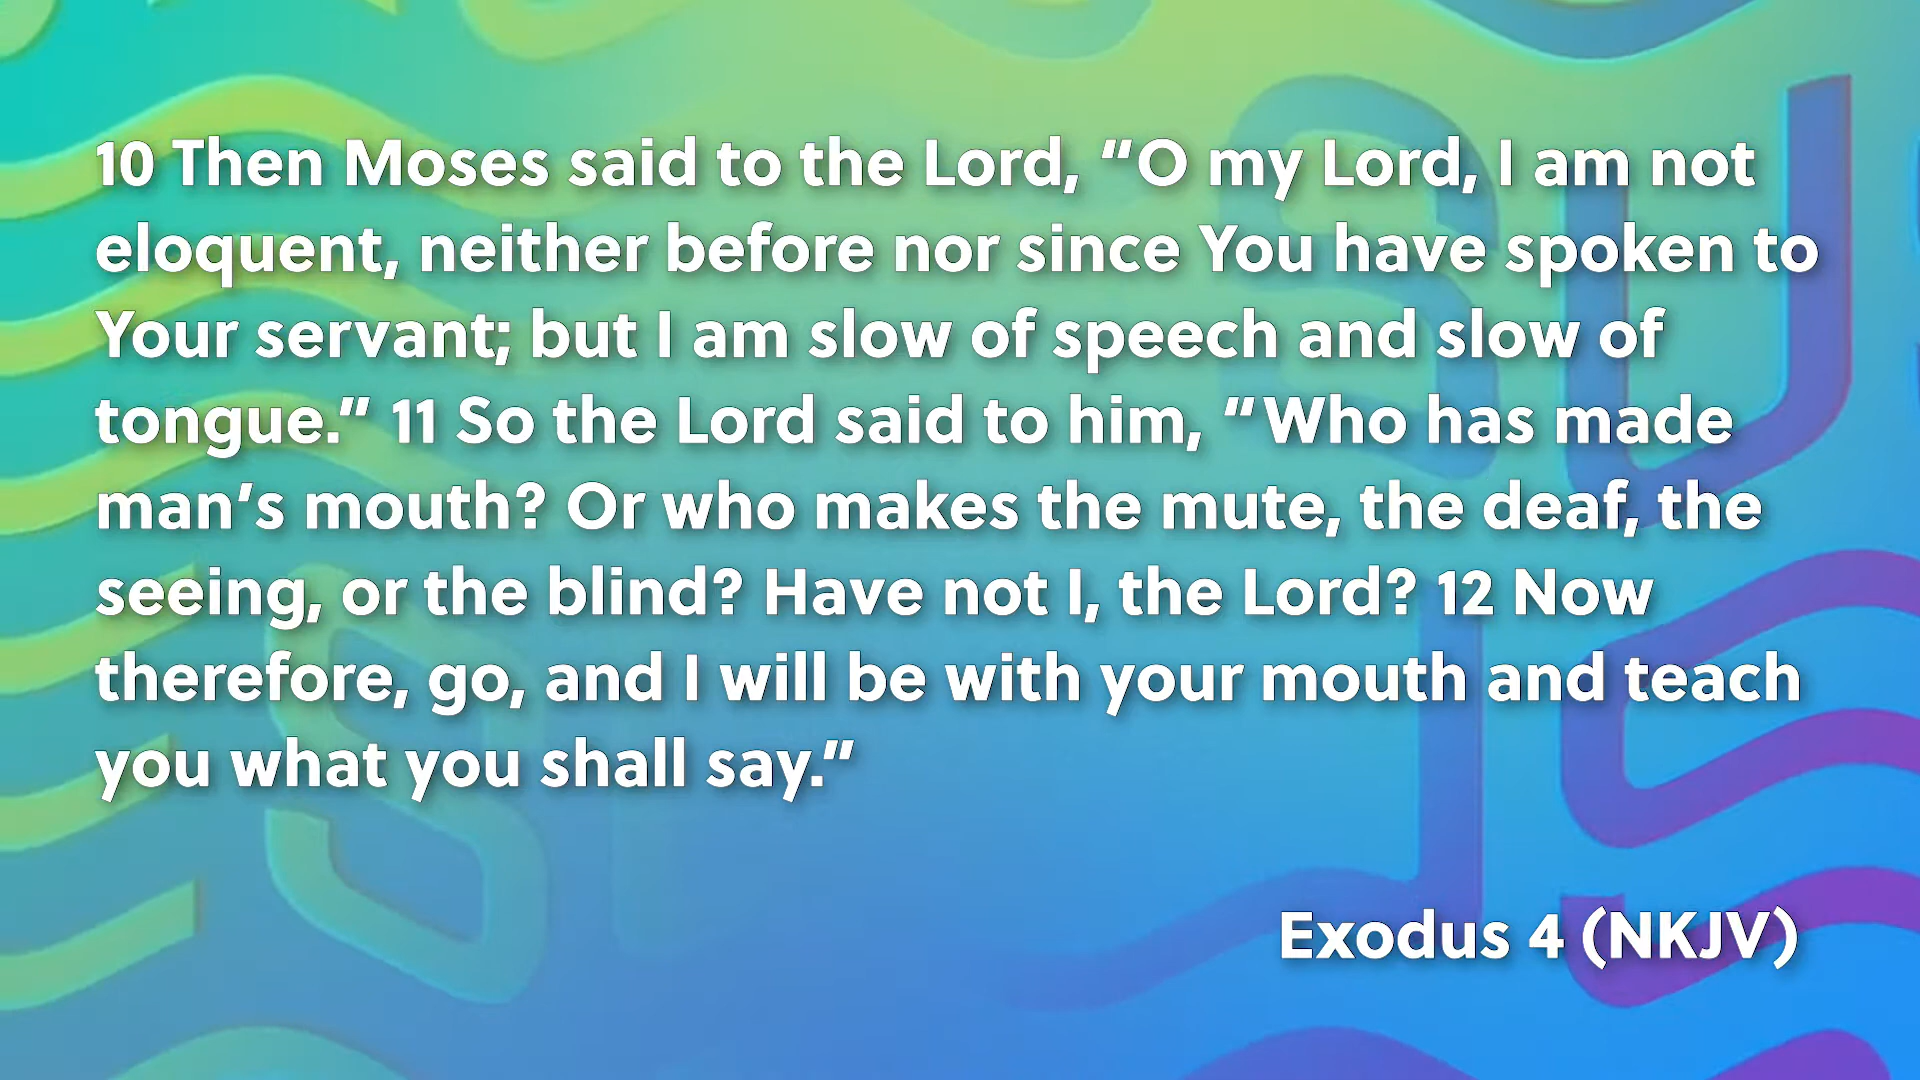 10 Then Moses said to the Lord, “O my Lord, I am not
eloquent, neither before nor since You have spoken to
Your servant; but I am slow of speech and slow of
tongue.” 11 So the Lord said to him, “Who has made
man’s mouth? Or who makes the mute, the deaf, the
seeing, or the blind? Have not I, the Lord? 12 Now
therefore, go, and I will be with your mouth and teach
you what you shall say.”
Exodus 4 (NKJV)